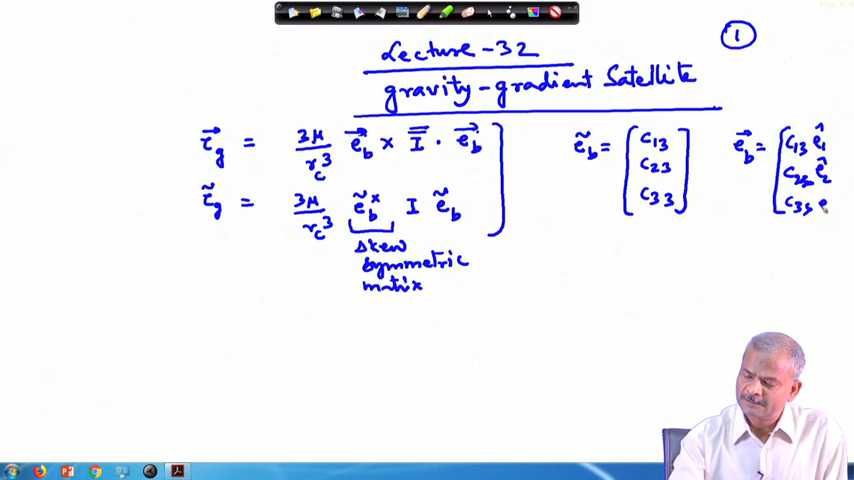 ①
Lecture-32
gravity-gradient Satellite
τ⃗g = 3μ/rc³ e⃗b × I̿ · e⃗b
τ̃g = 3μ/rc³ ẽb× I ẽb
skew
symmetric
matrix
ẽb = [c13
c23
c33]
e⃗b = [c13 ê1
c23 ê2
c33 e